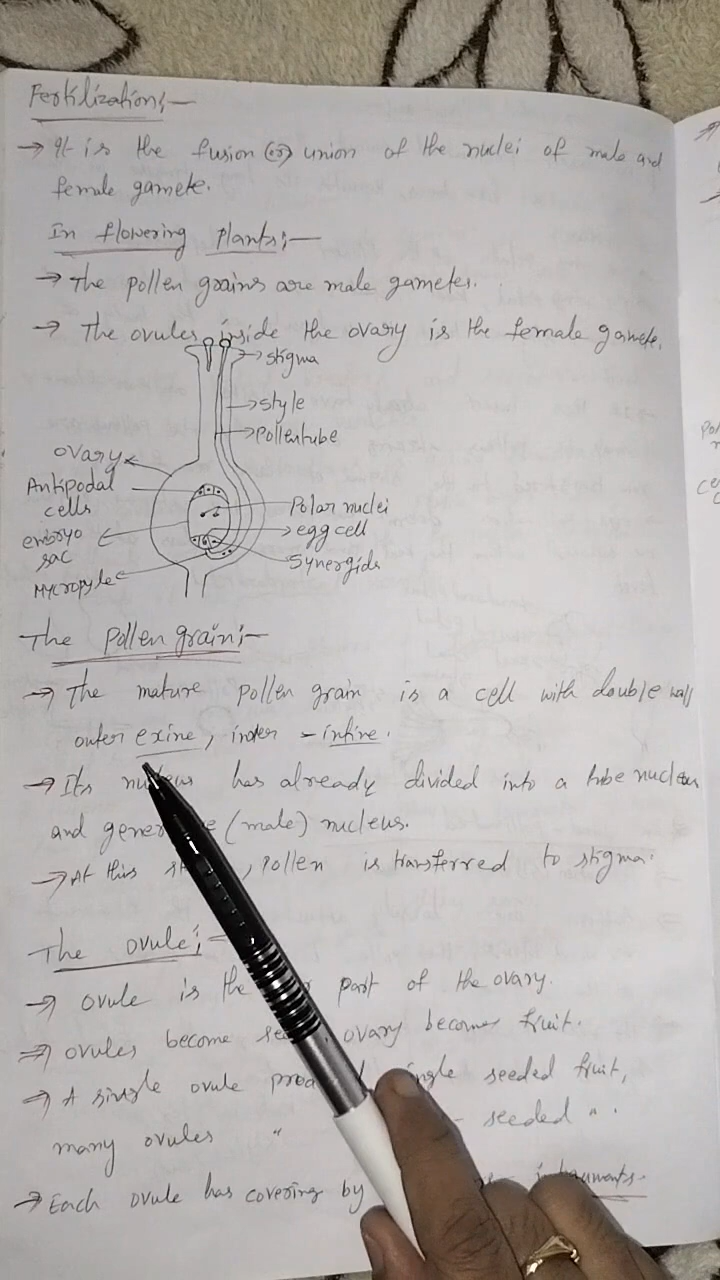 Fertilization:-
→ It is the fusion (or) union of the nuclei of male and
female gamete.
In flowering plants:-
→ The pollen grains are male gametes.
→ The ovules inside the ovary is the female gamete.
→ stigma
→ style
→ pollentube
ovary
Antipodal
cells
embryo
sac
Mycropyle
Polar nuclei
→ egg cell
Synergids
The Pollen grain:-
→ The mature pollen grain is a cell with double wall
outer exine, inner - intine.
→ Its nucleus has already divided into a tube nucleus
and generative (male) nucleus.
→ At this, pollen is transferred to stigma.
The ovule:-
→ ovule is the part of the ovary.
⇒ ovules become, ovary becomes fruit.
→ A single ovule single seeded fruit,
many ovules " - seeded " .
→ Each ovule has covering by